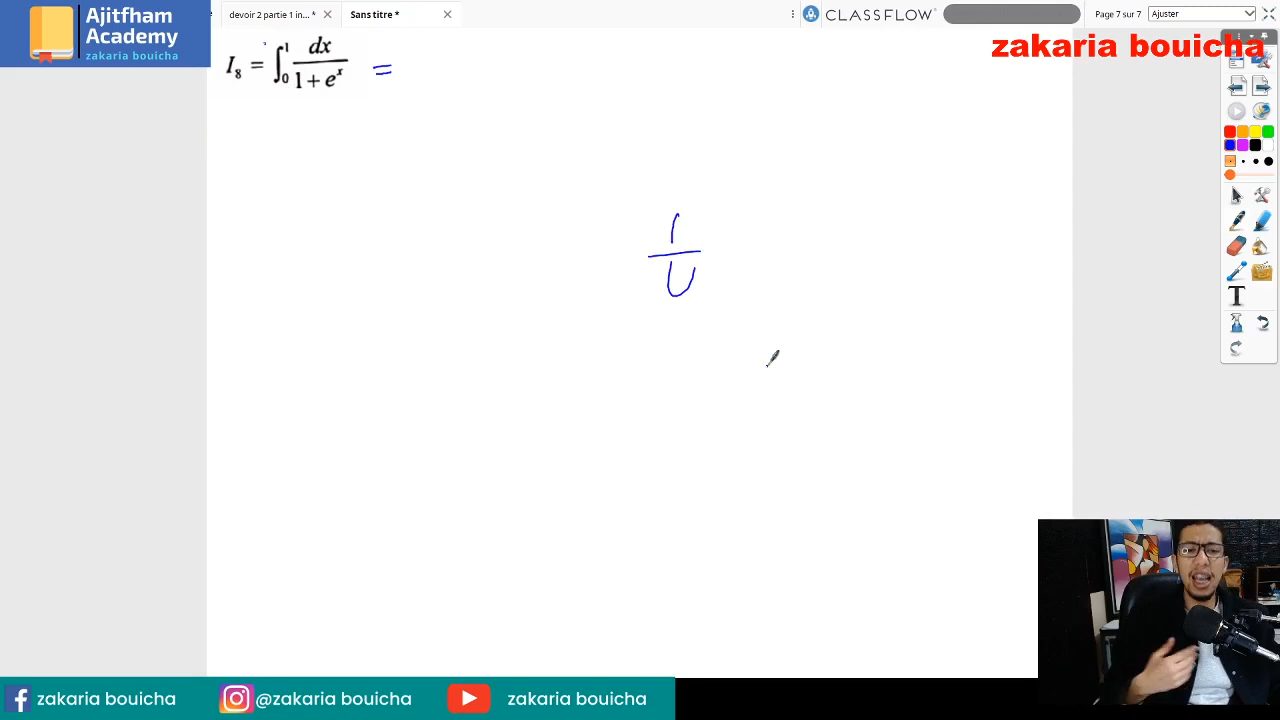 Ajitfham
Academy
zakaria bouicha
devoir 2 partie 1 in... *
Sans titre *
CLASSFLOW
Page 7 sur 7
Ajuster
zakaria bouicha
I₈ = ∫₀¹ dx / (1 + eˣ) =
1
U
T
zakaria bouicha
@zakaria bouicha
zakaria bouicha